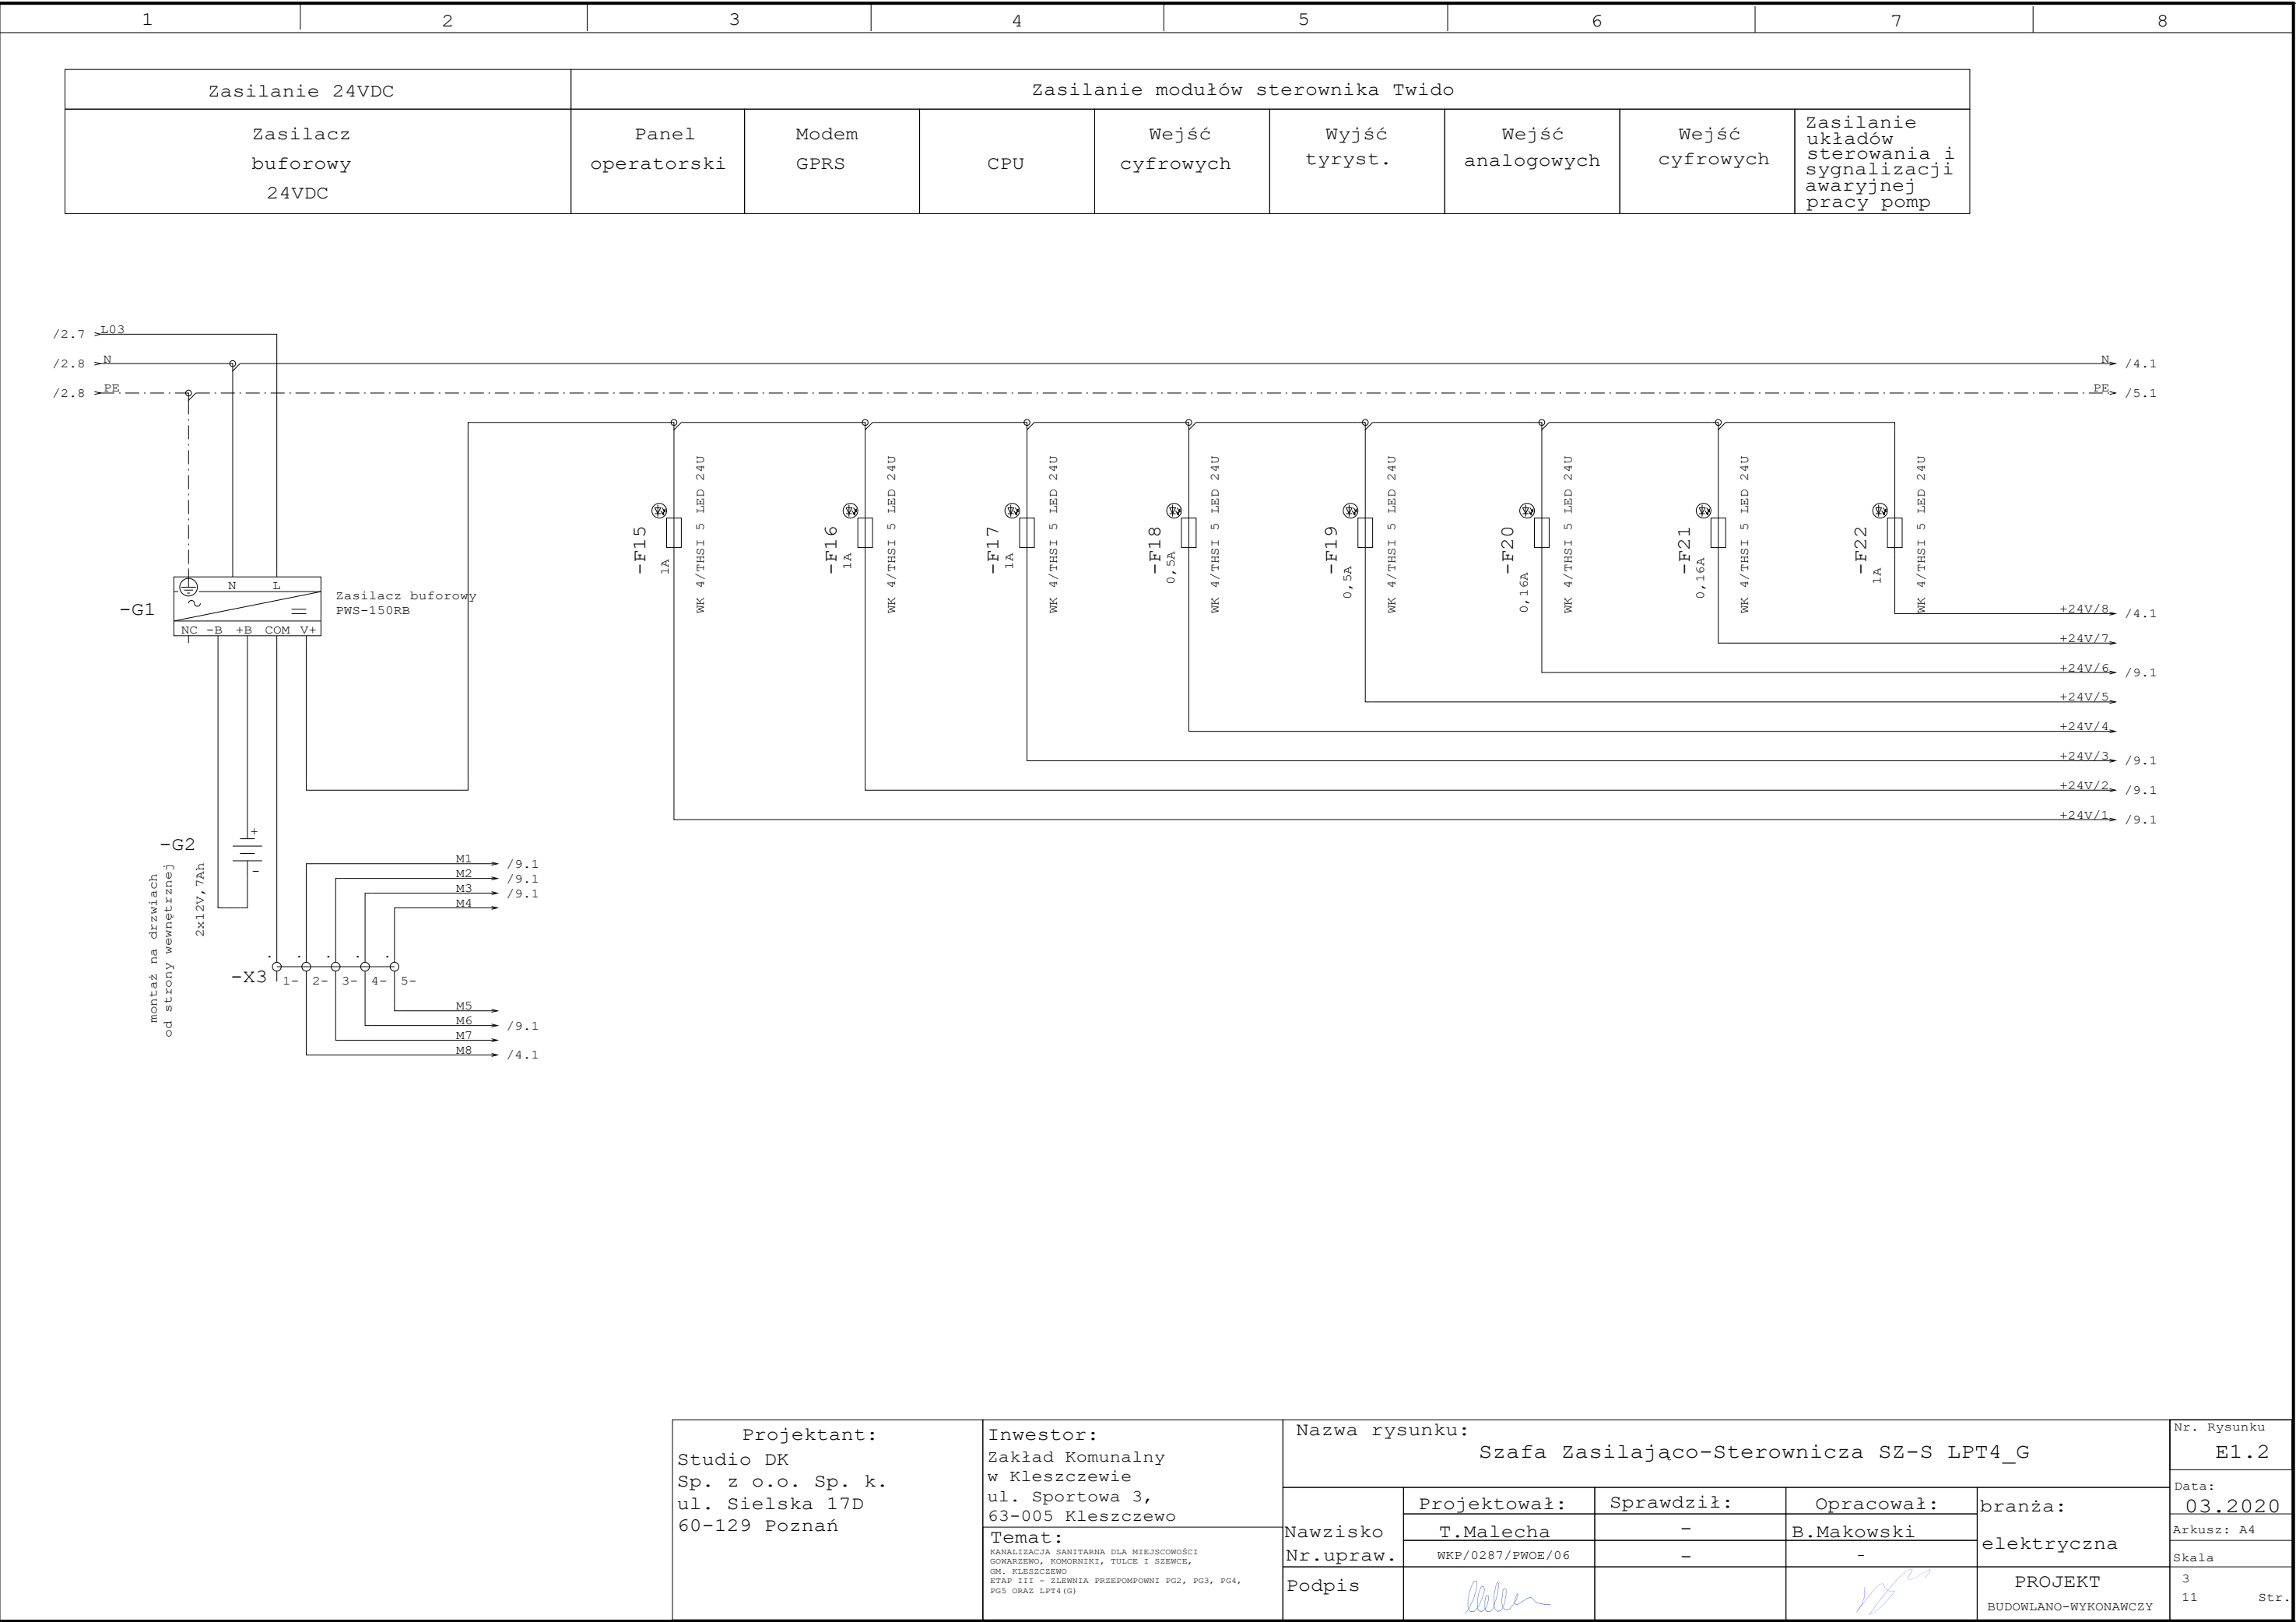 1 2 3 4 5 6 7 8
Zasilanie 24VDC
Zasilanie modułów sterownika Twido
Zasilacz
buforowy
24VDC
Panel
operatorski
Modem
GPRS
CPU
Wejść
cyfrowych
Wyjść
tyryst.
Wejść
analogowych
Wejść
cyfrowych
Zasilanie
układów
sterowania i
sygnalizacji
awaryjnej
pracy pomp
/2.7 L03
/2.8 N
N /4.1
/2.8 PE
PE /5.1
-F15
1A
WK 4/THSI 5 LED 24U
-F16
1A
WK 4/THSI 5 LED 24U
-F17
1A
WK 4/THSI 5 LED 24U
-F18
0,5A
WK 4/THSI 5 LED 24U
-F19
0,5A
WK 4/THSI 5 LED 24U
-F20
0,16A
WK 4/THSI 5 LED 24U
-F21
0,16A
WK 4/THSI 5 LED 24U
-F22
1A
WK 4/THSI 5 LED 24U
-G1
N L
NC -B +B COM V+
Zasilacz buforowy
PWS-150RB
+24V/8 /4.1
+24V/7
+24V/6 /9.1
+24V/5
+24V/4
+24V/3 /9.1
+24V/2 /9.1
+24V/1 /9.1
-G2
+
-
2x12V,7Ah
montaż na drzwiach
od strony wewnętrznej
M1 /9.1
M2 /9.1
M3 /9.1
M4
-X3 1- 2- 3- 4- 5-
M5
M6 /9.1
M7
M8 /4.1
Projektant:
Studio DK
Sp. z o.o. Sp. k.
ul. Sielska 17D
60-129 Poznań
Inwestor:
Zakład Komunalny
w Kleszczewie
ul. Sportowa 3,
63-005 Kleszczewo
Temat:
KANALIZACJA SANITARNA DLA MIEJSCOWOŚCI
GOWARZEWO, KOMORNIKI, TULCE I SZEWCE,
GM. KLESZCZEWO
ETAP III - ZLEWNIA PRZEPOMPOWNI PG2, PG3, PG4,
PG5 ORAZ LPT4(G)
Nazwa rysunku:
Szafa Zasilająco-Sterownicza SZ-S LPT4_G
Projektował: Sprawdził: Opracował: branża:
Nawzisko T.Malecha - B.Makowski
elektryczna
Nr.upraw. WKP/0287/PWOE/06 - -
Podpis
PROJEKT
BUDOWLANO-WYKONAWCZY
Nr. Rysunku
E1.2
Data:
03.2020
Arkusz: A4
Skala
3
11 Str.